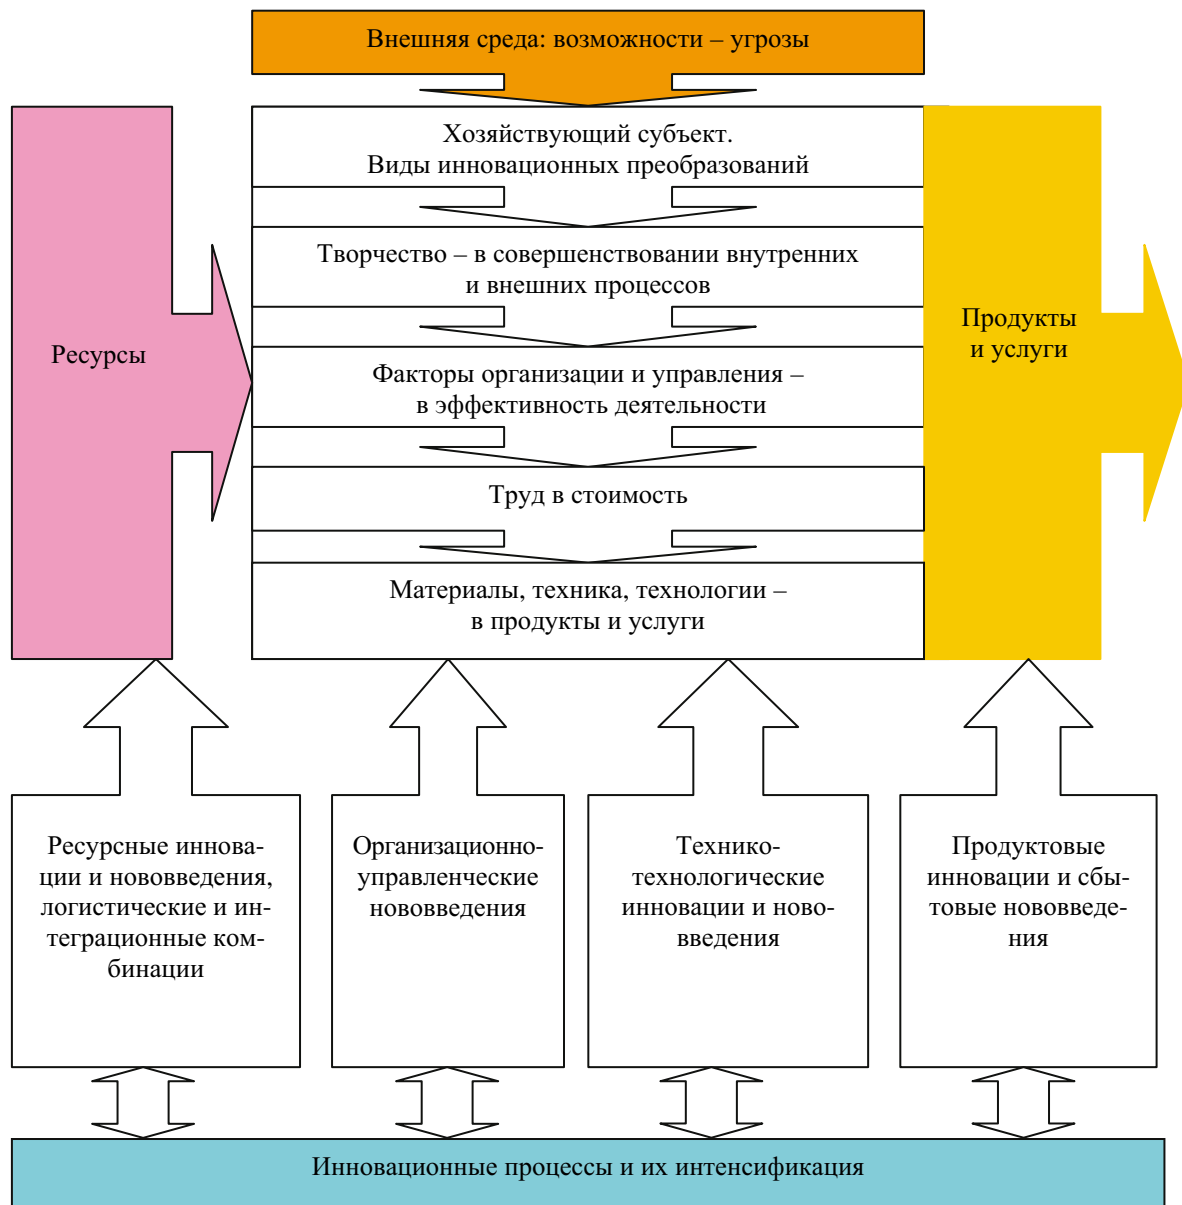 Внешняя среда: возможности – угрозы
Хозяйствующий субъект.
Виды инновационных преобразований
Творчество – в совершенствовании внутренних
и внешних процессов
Ресурсы
Факторы организации и управления –
в эффективность деятельности
Продукты
и услуги
Труд в стоимость
Материалы, техника, технологии –
в продукты и услуги
Ресурсные иннова-
ции и нововведения,
логистические и ин-
теграционные ком-
бинации
Организационно-
управленческие
нововведения
Технико-
технологические
инновации и ново-
введения
Продуктовые
инновации и сбы-
товые нововведе-
ния
Инновационные процессы и их интенсификация